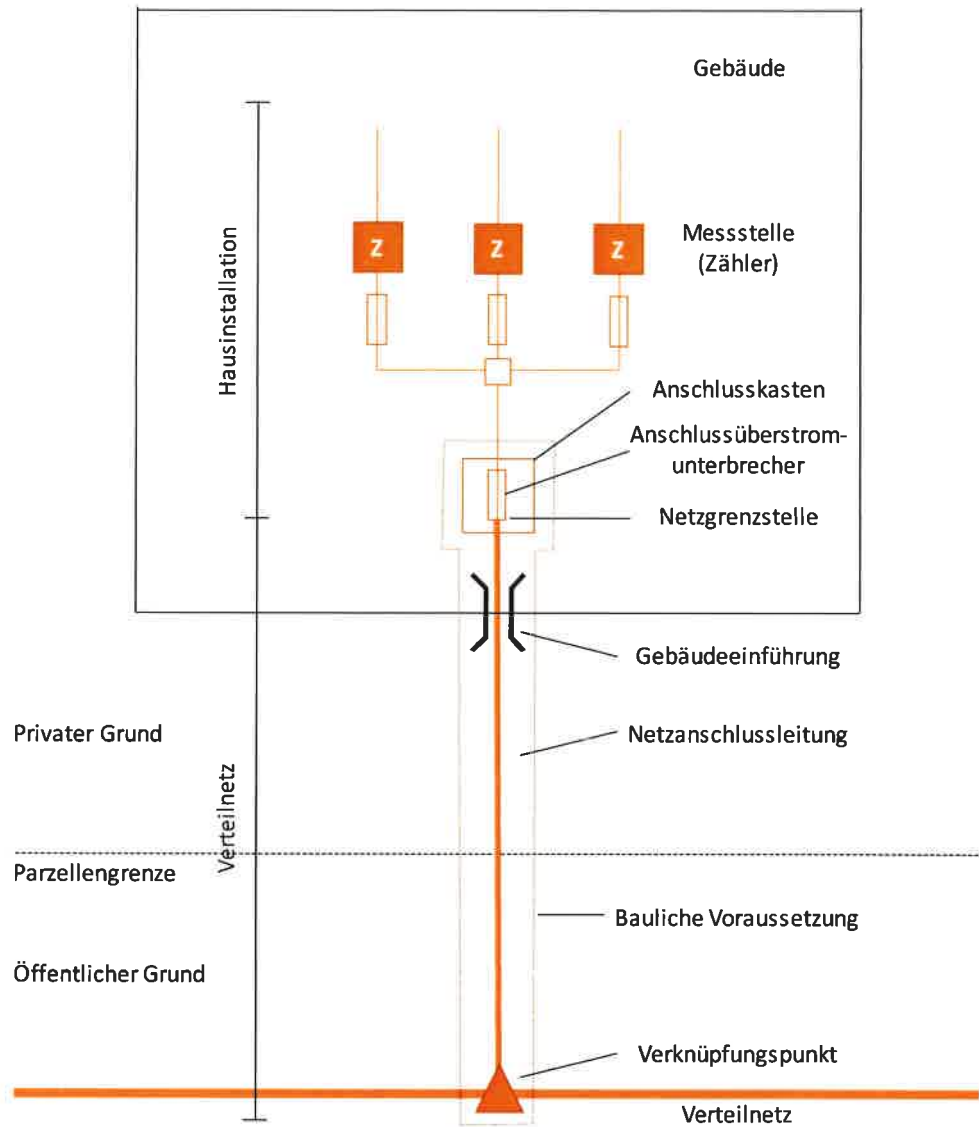 Gebäude
Hausinstallation
Z
Z
Z
Messstelle
(Zähler)
Anschlusskasten
Anschlussüberstrom-
unterbrecher
Netzgrenzstelle
Gebäudeeinführung
Privater Grund
Netzanschlussleitung
Verteilnetz
Parzellengrenze
Bauliche Voraussetzung
Öffentlicher Grund
Verknüpfungspunkt
Verteilnetz